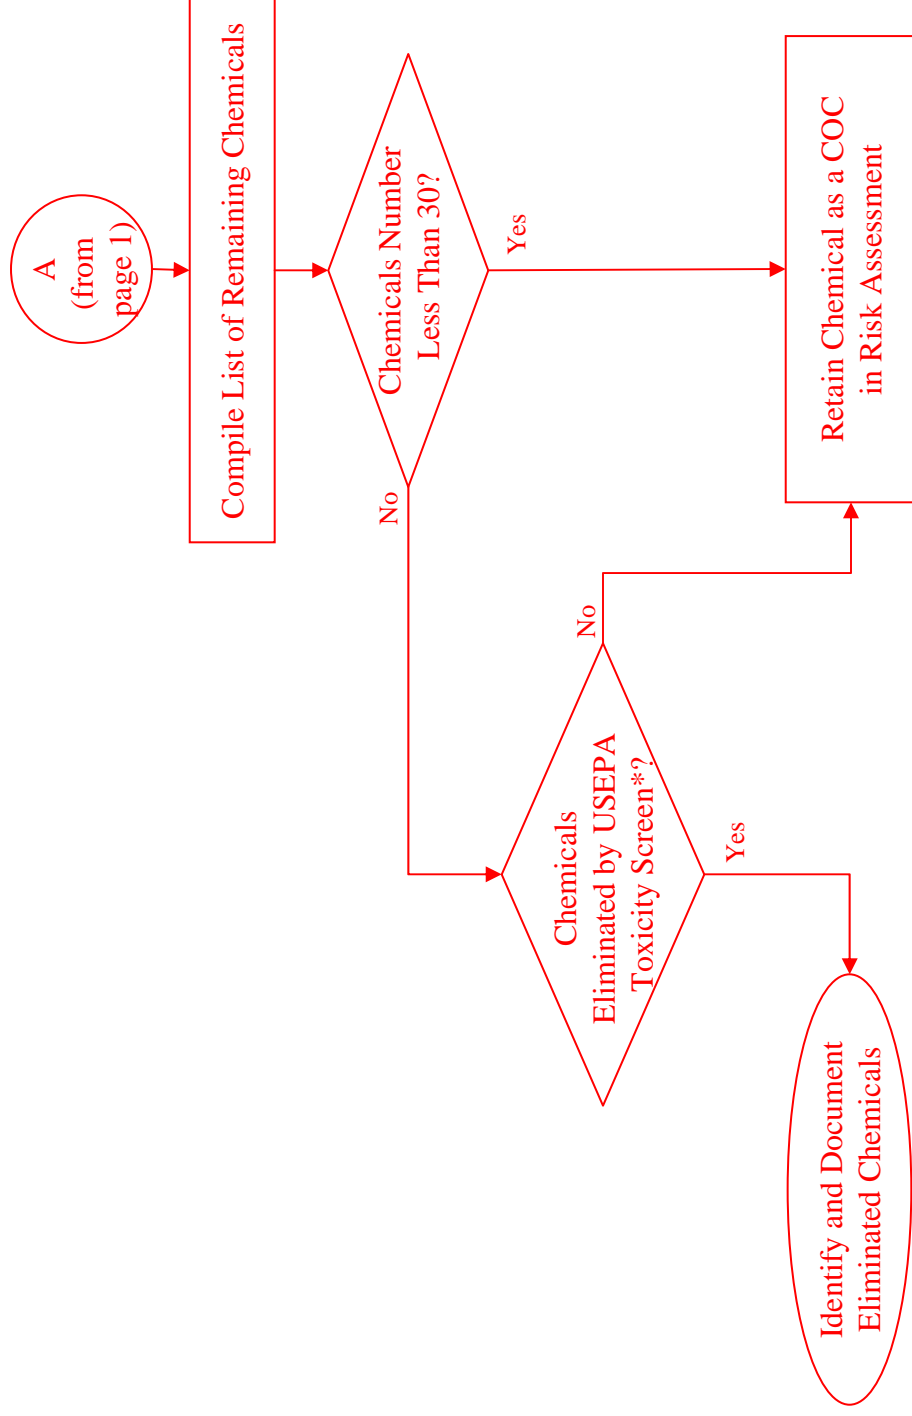 A
(from
page 1)
Compile List of Remaining Chemicals
Chemicals Number
Less Than 30?
No
Yes
Chemicals
Eliminated by USEPA
Toxicity Screen*?
No
Yes
Retain Chemical as a COC
in Risk Assessment
Identify and Document
Eliminated Chemicals